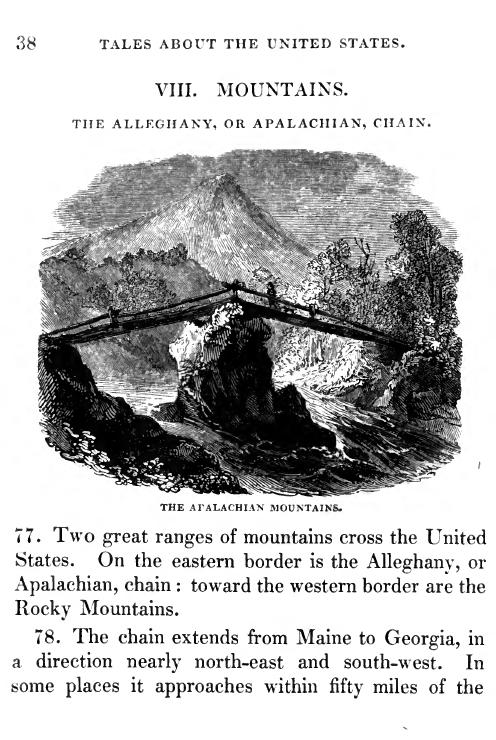 38 TALES ABOUT THE UNITED STATES.
VIII. MOUNTAINS.
THE ALLEGHANY, OR APALACHIAN, CHAIN.
THE APALACHIAN MOUNTAINS.
77. Two great ranges of mountains cross the United
States. On the eastern border is the Alleghany, or
Apalachian, chain : toward the western border are the
Rocky Mountains.
78. The chain extends from Maine to Georgia, in
a direction nearly north-east and south-west. In
some places it approaches within fifty miles of the